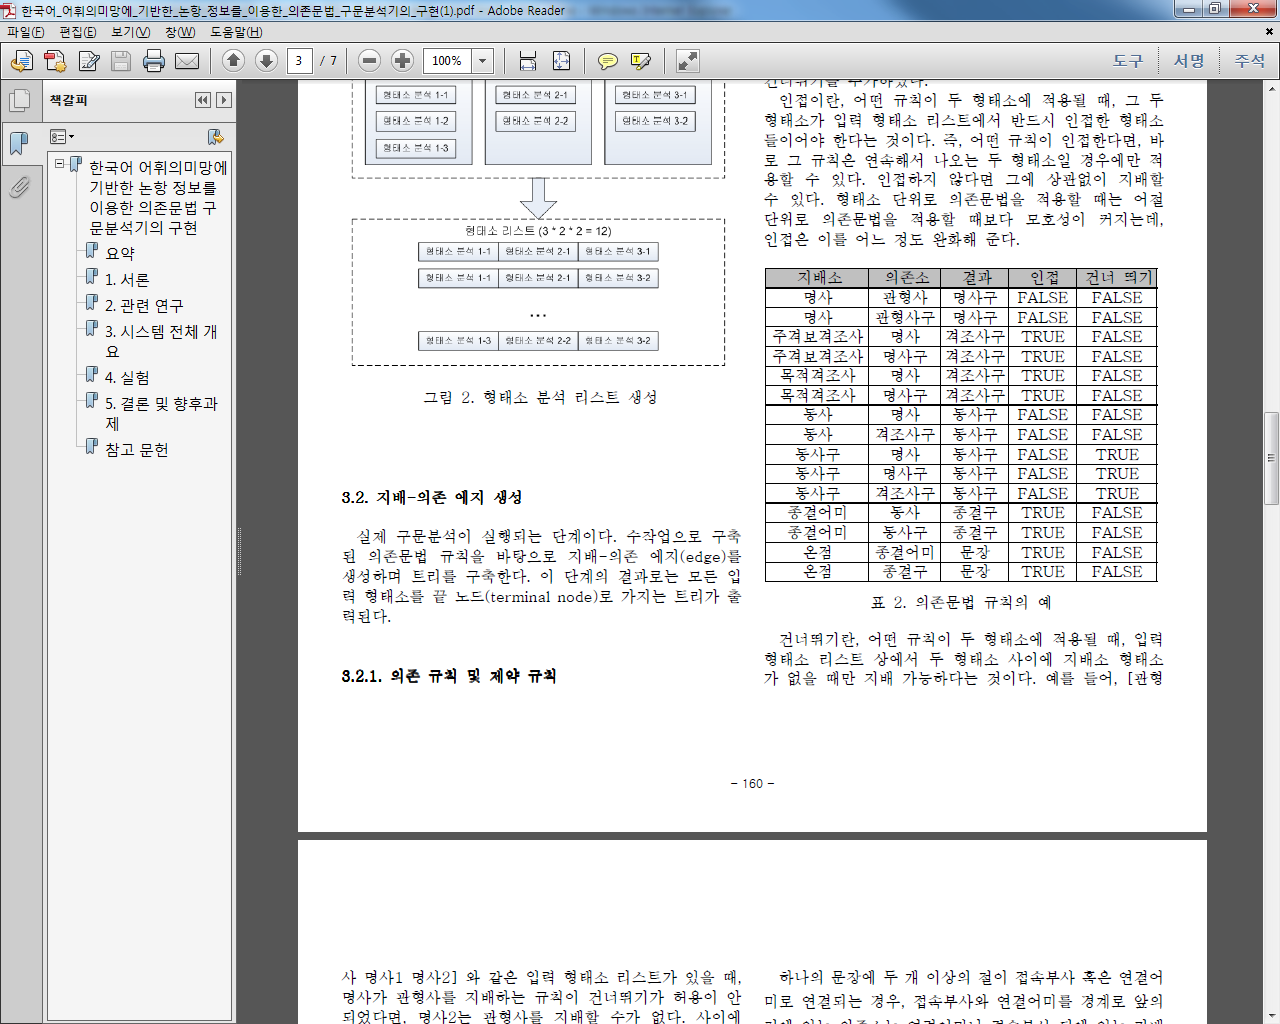 한국어_어휘의미망에_기반한_논항_정보를_이용한_의존문법_구문분석기의_구현(1).pdf - Adobe Reader
파일(F) 편집(E) 보기(V) 창(W) 도움말(H)
3 / 7 100% 도구 서명 주석
책갈피
한국어 어휘의미망에
기반한 논항 정보를
이용한 의존문법 구
문분석기의 구현
요약
1. 서론
2. 관련 연구
3. 시스템 전체 개
요
4. 실험
5. 결론 및 향후과
제
참고 문헌
형태소 분석 1-1 형태소 분석 2-1 형태소 분석 3-1
형태소 분석 1-2 형태소 분석 2-2 형태소 분석 3-2
형태소 분석 1-3
형태소 리스트 (3 * 2 * 2 = 12)
형태소 분석 1-1 형태소 분석 2-1 형태소 분석 3-1
형태소 분석 1-1 형태소 분석 2-1 형태소 분석 3-2
...
형태소 분석 1-3 형태소 분석 2-2 형태소 분석 3-2
그림 2. 형태소 분석 리스트 생성
3.2. 지배-의존 에지 생성
실제 구문분석이 실행되는 단계이다. 수작업으로 구축
된 의존문법 규칙을 바탕으로 지배-의존 에지(edge)를
생성하며 트리를 구축한다. 이 단계의 결과로는 모든 입
력 형태소를 끝 노드(terminal node)로 가지는 트리가 출
력된다.
3.2.1. 의존 규칙 및 제약 규칙
건너뛰기를 추가하였다.
인접이란, 어떤 규칙이 두 형태소에 적용될 때, 그 두
형태소가 입력 형태소 리스트에서 반드시 인접한 형태소
들이어야 한다는 것이다. 즉, 어떤 규칙이 인접한다면, 바
로 그 규칙은 연속해서 나오는 두 형태소일 경우에만 적
용할 수 있다. 인접하지 않다면 그에 상관없이 지배할
수 있다. 형태소 단위로 의존문법을 적용할 때는 어절
단위로 의존문법을 적용할 때보다 모호성이 커지는데,
인접은 이를 어느 정도 완화해 준다.
지배소 의존소 결과 인접 건너 띄기
명사 관형사 명사구 FALSE FALSE
명사 관형사구 명사구 FALSE FALSE
주격보격조사 명사 격조사구 TRUE FALSE
주격보격조사 명사구 격조사구 TRUE FALSE
목적격조사 명사 격조사구 TRUE FALSE
목적격조사 명사구 격조사구 TRUE FALSE
동사 명사 동사구 FALSE FALSE
동사 격조사구 동사구 FALSE FALSE
동사구 명사 동사구 FALSE TRUE
동사구 명사구 동사구 FALSE TRUE
동사구 격조사구 동사구 FALSE TRUE
종결어미 동사 종결구 TRUE FALSE
종결어미 동사구 종결구 TRUE FALSE
온점 종결어미 문장 TRUE FALSE
온점 종결구 문장 TRUE FALSE
표 2. 의존문법 규칙의 예
건너뛰기란, 어떤 규칙이 두 형태소에 적용될 때, 입력
형태소 리스트 상에서 두 형태소 사이에 지배소 형태소
가 없을 때만 지배 가능하다는 것이다. 예를 들어, [관형
- 160 -
사 명사1 명사2] 와 같은 입력 형태소 리스트가 있을 때,
명사가 관형사를 지배하는 규칙이 건너뛰기가 허용이 안
되었다면, 명사2는 관형사를 지배할 수가 없다. 사이에
하나의 문장에 두 개 이상의 절이 접속부사 혹은 연결어
미로 연결되는 경우, 접속부사와 연결어미를 경계로 앞의